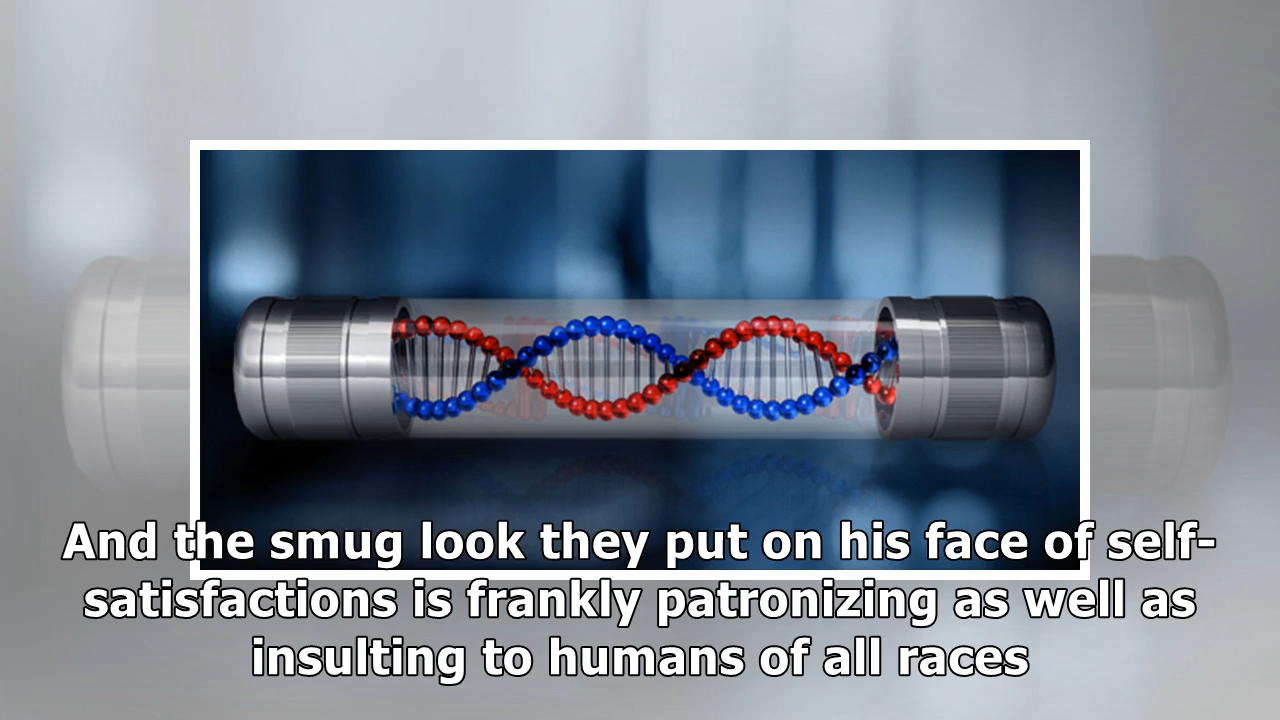 And the smug look they put on his face of self-
satisfactions is frankly patronizing as well as
insulting to humans of all races